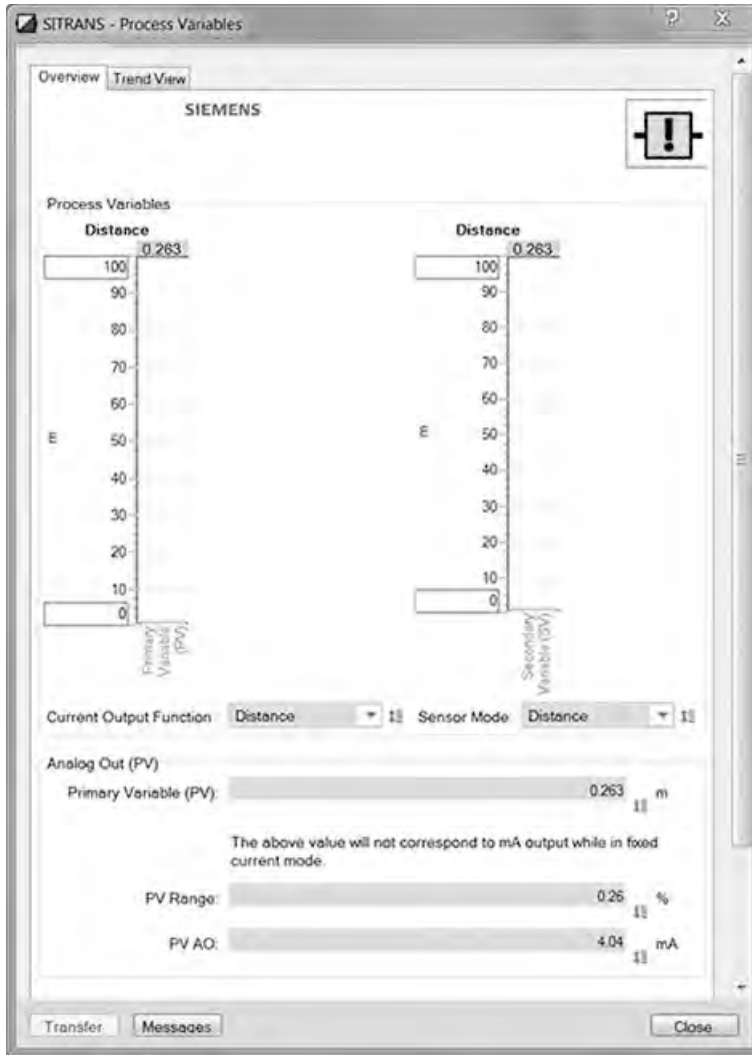 SITRANS - Process Variables
Overview Trend View
SIEMENS
!
Process Variables
Distance
0.263
100
90
80
70
60
m
50
40
30
20
10
0
Primary
Variable
(PV)
Distance
0.263
100
90
80
70
60
m
50
40
30
20
10
0
Secondary
Variable (SV)
Current Output Function Distance Sensor Mode Distance
Analog Out (PV)
Primary Variable (PV): 0.263 m
The above value will not correspond to mA output while in fixed
current mode.
PV Range: 0.26 %
PV AO: 4.04 mA
Transfer Messages Close